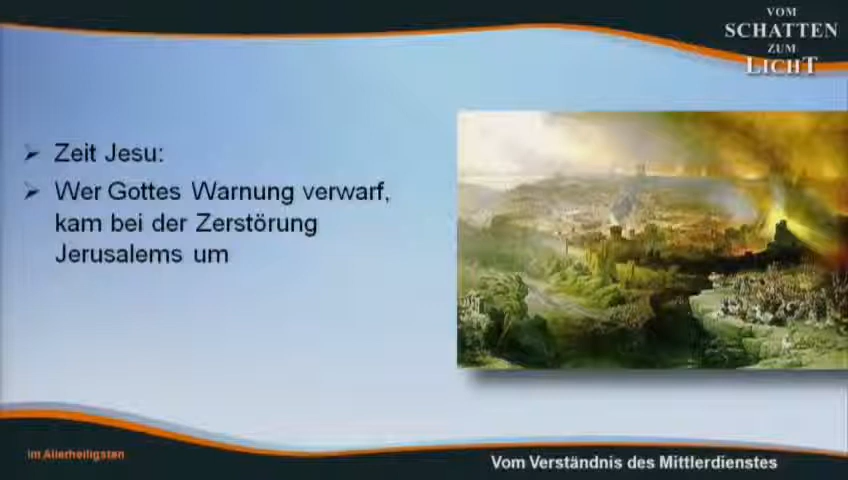 VOM
SCHATTEN
ZUM
LICHT
Zeit Jesu:
Wer Gottes Warnung verwarf,
kam bei der Zerstörung
Jerusalems um
Im Allerheiligsten
Vom Verständnis des Mittlerdienstes